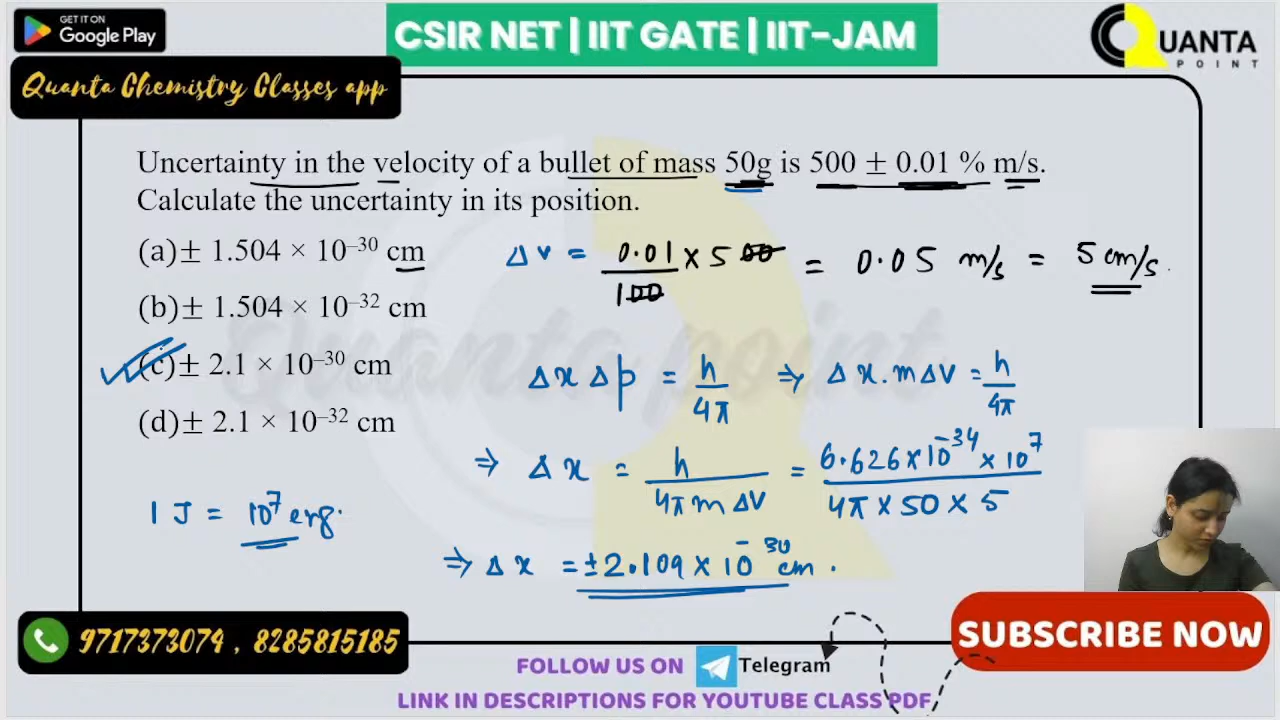 GET IT ON
Google Play
CSIR NET | IIT GATE | IIT-JAM
QUANTA
POINT
Quanta Chemistry Classes app
Uncertainty in the velocity of a bullet of mass 50g is 500 ± 0.01 % m/s.
Calculate the uncertainty in its position.
(a) ± 1.504 × 10⁻³⁰ cm
(b) ± 1.504 × 10⁻³² cm
(c) ± 2.1 × 10⁻³⁰ cm
(d) ± 2.1 × 10⁻³² cm
Δv = 0.01/100 × 500 = 0.05 m/s = 5 cm/s.
Δx Δp = h/4π ⇒ Δx.mΔv = h/4π
⇒ Δx = h/4πmΔv = 6.626×10⁻³⁴ × 10⁷/4π × 50 × 5
1 J = 10⁷ erg.
⇒ Δx = ±2.109 × 10⁻³⁰ cm.
Quanta point
9717373074 , 8285815185
SUBSCRIBE NOW
FOLLOW US ON Telegram
LINK IN DESCRIPTIONS FOR YOUTUBE CLASS PDF